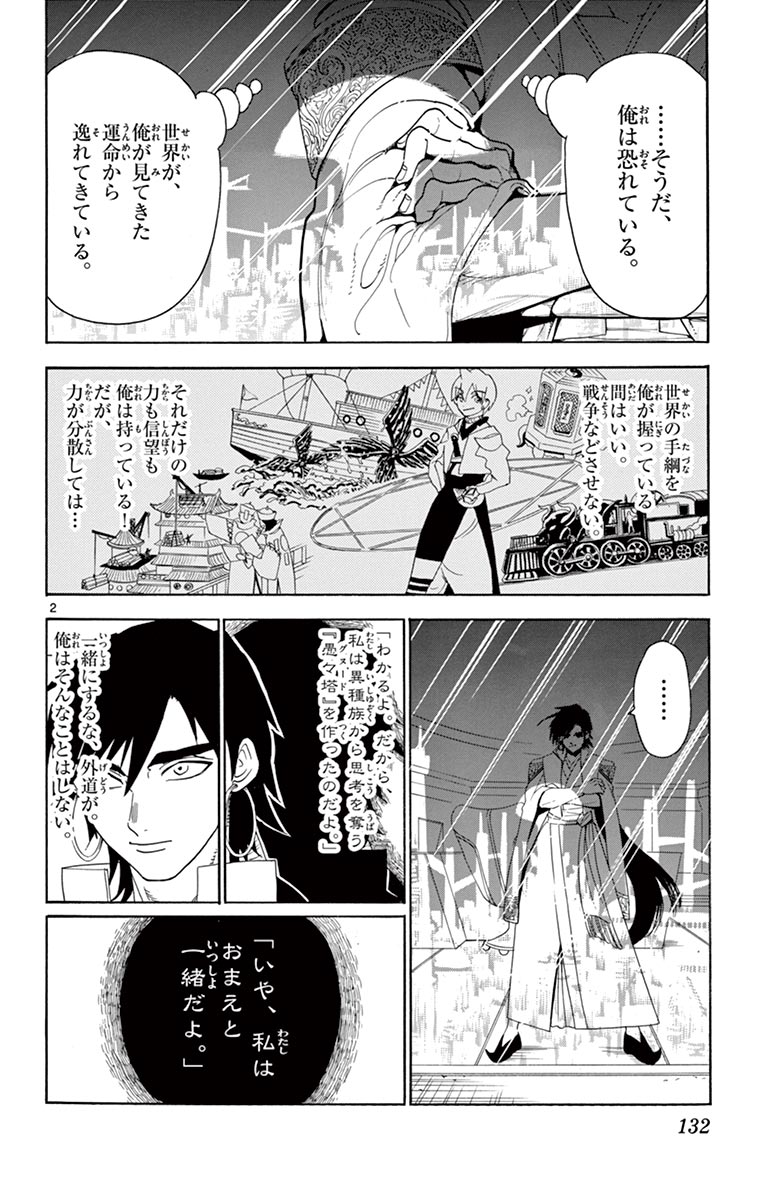 ……そうだ、
俺は恐れている。
世界が、
俺が見てきた
運命から
逸れてきている。
世界の手綱を
俺が握っている
間はいい。
戦争などさせない。
それだけの
力も信望も
俺は持っている!
だが、
力が分散しては…
2
……
「わかるよ。だから、
私は異種族から思考を奪う
『愚々塔』を作ったのだよ。」
グヌード
一緒にするな、外道が。
俺はそんなことはしない。
「いや、私は
おまえと
一緒だよ。」
132